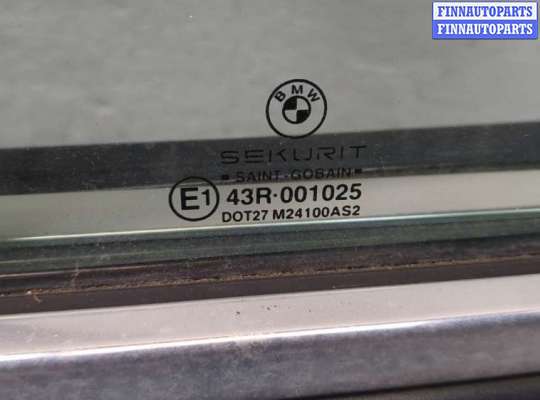 FINNAUTOPARTS
FINNAUTOPARTS
BMW
SEKURIT
SAINT-GOBAIN
E1 43R·001025
DOT27 M24100AS2